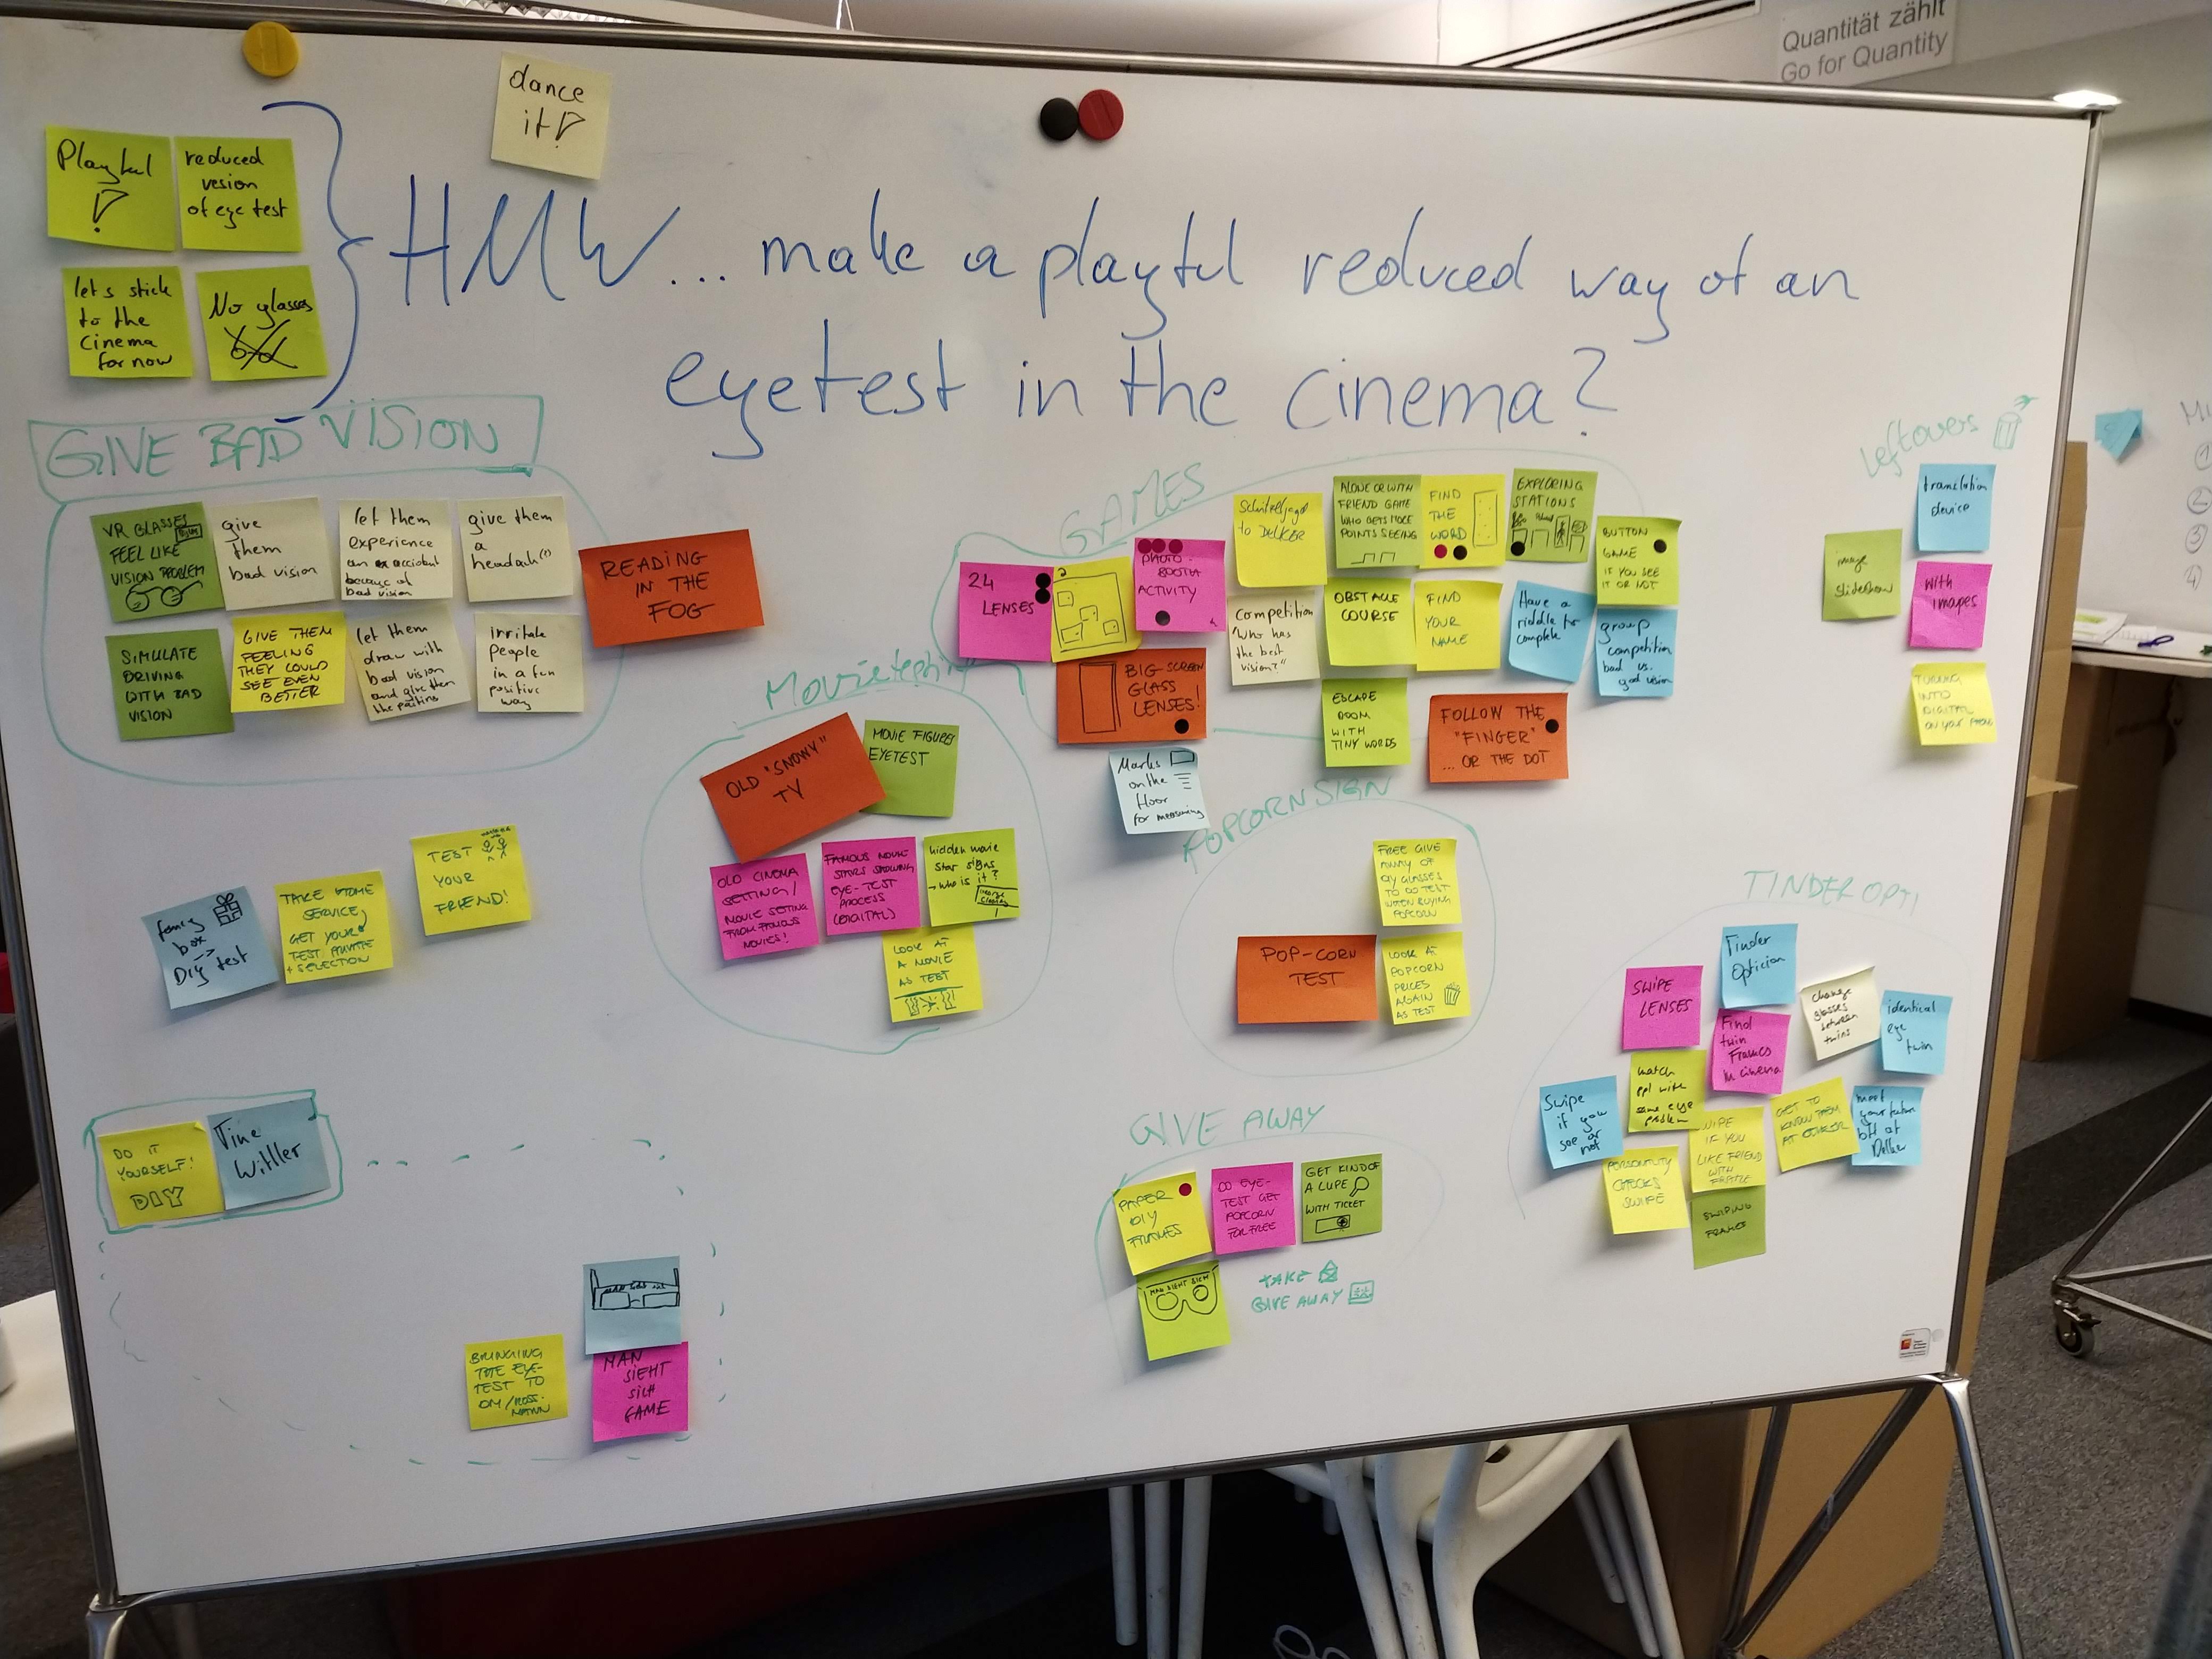 Quantität zählt
Go for Quantity
dance
it!
Playful
!
reduced
vesion
of eye test
let's stick
to the
cinema
for now
No glasses
HMW... make a playful reduced way of an
eyetest in the cinema?
GIVE BAD VISION
VR GLASSES
FEEL LIKE
VISION PROBLEM
give
them
bad vision
let them
experience
an accident
because of
bad vision
give them
a
headach(!)
SIMULATE
DRIVING
WITH BAD
VISION
GIVE THEM
FEELING
THEY COULD
SEE EVEN
BETTER
let them
draw with
bad vision
and give them
the
irritate
people
in a fun
positive
way
READING
IN THE
FOG
GAMES
24
LENSES
PHOTO-
BOOTH
ACTIVITY
Schnitzeljagd
to
ALONE OR WITH
FRIEND GAME
WHO GETS MORE
POINTS SEEING
FIND
THE
WORD
EXPLORING
STATIONS
BUTTON
GAME
IF YOU SEE
IT OR NOT
BIG-SCREEN
GLASS
LENSES!
competition
"who has
the best
vision?"
OBSTACLE
COURSE
FIND
YOUR
NAME
Have a
riddle to
complete
group
competition
bad vs.
good vision
ESCAPE
ROOM
WITH
TINY WORDS
FOLLOW THE
"FINGER"
... OR THE DOT
Marks
on the
floor
for measuring
leftovers
translation
device
image
slideshow
with
images
TURNING
INTO
DIGITAL
ON YOUR PHONE
OLD "SNOWY"
TV
MOVIE FIGURES
EYETEST
OLD CINEMA
SETTING/
MOVIE SETING
FROM FAMOUS
MOVIES!
FAMOUS MOVIE
STARS SHOWING
EYE-TEST
PROCESS
(DIGITAL)
hidden movie
star signs
→ who is it?
LOOK AT
A MOVIE
AS TEST
POPCORN SIGN
FREE GIVE
AWAY OF
GLASSES
TO DO TEST
WHEN BUYING
POPCORN
POP-CORN
TEST
LOOK AT
POPCORN
PRICES
AGAIN
AS TEST
fancy
box
DIY test
TAKE HOME
SERVICE,
GET YOUR
TEST PRIVATE
+ SELECTION
TEST
YOUR
FRIEND!
TINDER OPTI
Tinder
Optician
SWIPE
LENSES
Find
twin
Frames
in cinema
change
glasses
between
twins
identical
eye
twin
match
ppl with
same eye
problem
Swipe
if you
see or
not
SWIPE
IF YOU
LIKE FRIEND
WITH
FRAME
GET TO
KNOW THEM
AT
meet
your future
bff at
PERSONALITY
CHECKS
SWIPE
SWIPING
FRAMES
DO IT
YOURSELF!
DIY
Tine
Wittler
GIVE AWAY
PAPER
DIY
FRAMES
DO EYE-
TEST GET
POPCORN
FOR FREE
GET KIND OF
A LUPE
WITH TICKET
MAN SIEHT SICH
TAKE
GIVE AWAY
BRINGING
THE EYE-
TEST TO
DM/ROSS-
MANN
MAN
SIEHT
SICH
GAME